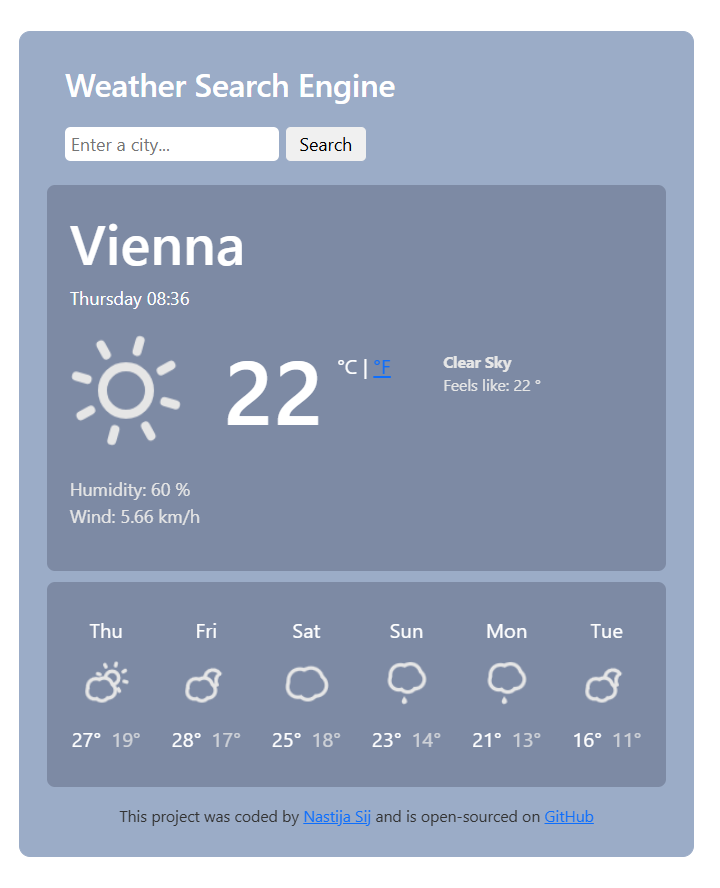 Weather Search Engine
Enter a city... Search
Vienna
Thursday 08:36
22 °C | °F
Clear Sky
Feels like: 22 °
Humidity: 60 %
Wind: 5.66 km/h
Thu Fri Sat Sun Mon Tue
27° 19° 28° 17° 25° 18° 23° 14° 21° 13° 16° 11°
This project was coded by Nastija Sij and is open-sourced on GitHub